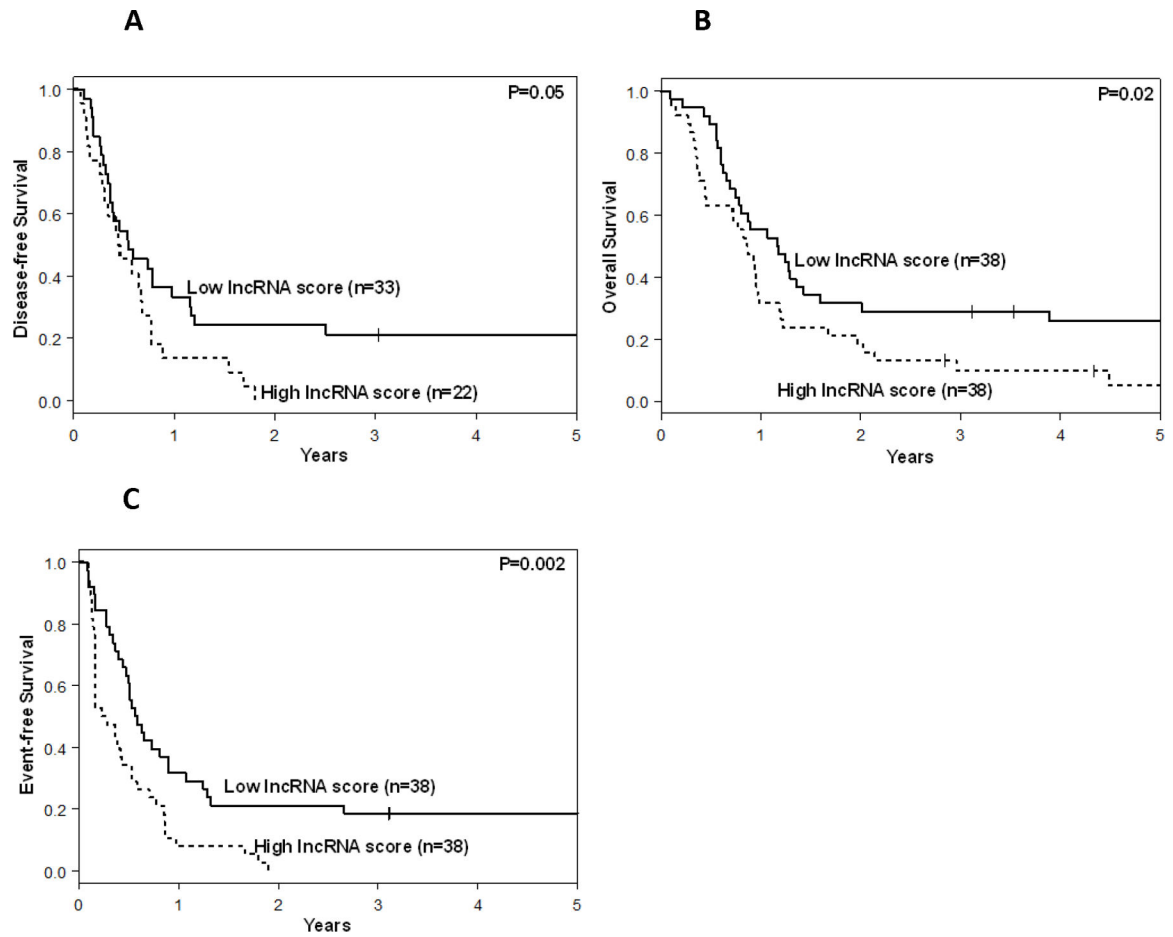 A
P=0.05
1.0
0.8
0.6
0.4
0.2
0.0
Disease-free Survival
Low lncRNA score (n=33)
High lncRNA score (n=22)
0 1 2 3 4 5
Years
B
P=0.02
1.0
0.8
0.6
0.4
0.2
0.0
Overall Survival
Low lncRNA score (n=38)
High lncRNA score (n=38)
0 1 2 3 4 5
Years
C
P=0.002
1.0
0.8
0.6
0.4
0.2
0.0
Event-free Survival
Low lncRNA score (n=38)
High lncRNA score (n=38)
0 1 2 3 4 5
Years